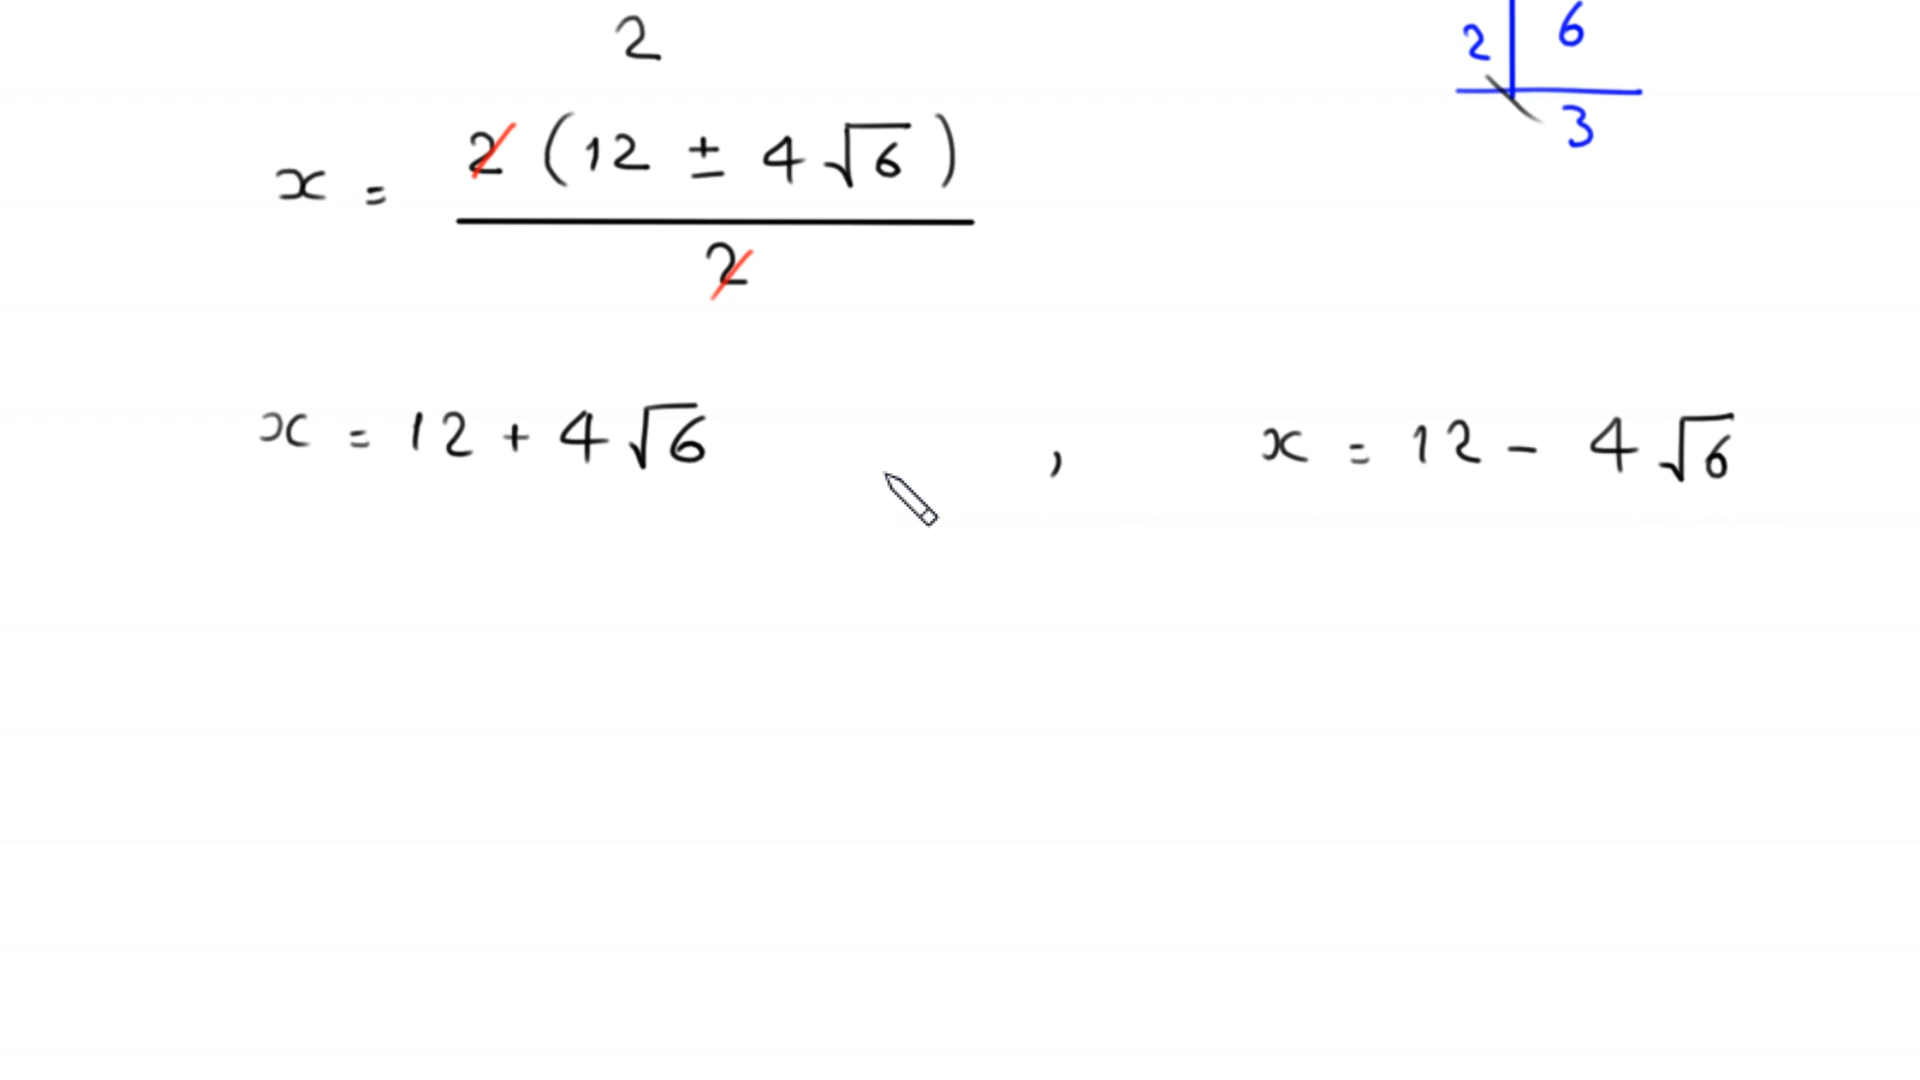 2
2 | 6
3
x = 2 (12 ± 4 √6)
2
x = 12 + 4 √6 , x = 12 - 4 √6